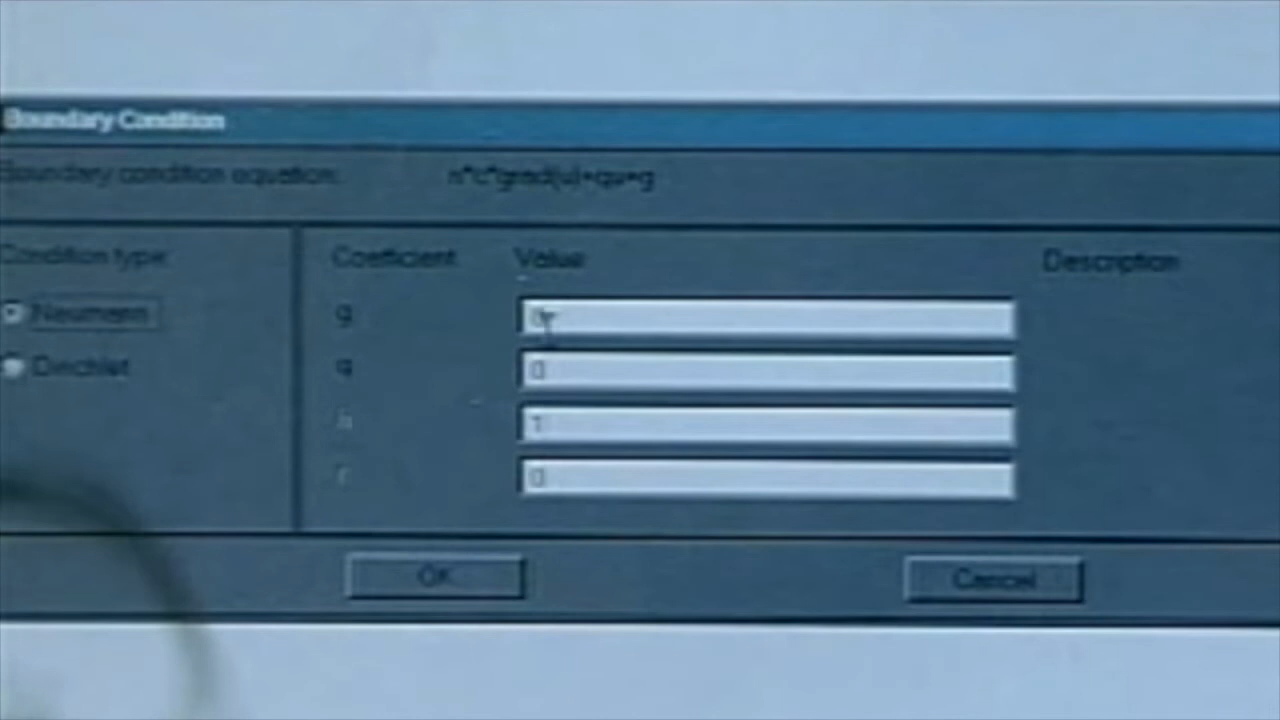 Boundary Condition
Boundary condition equation: n*c*grad(u)+qu=g
Condition type: Coefficient Value Description
Neumann g 0
Dirichlet q 0
h 1
r 0
OK Cancel